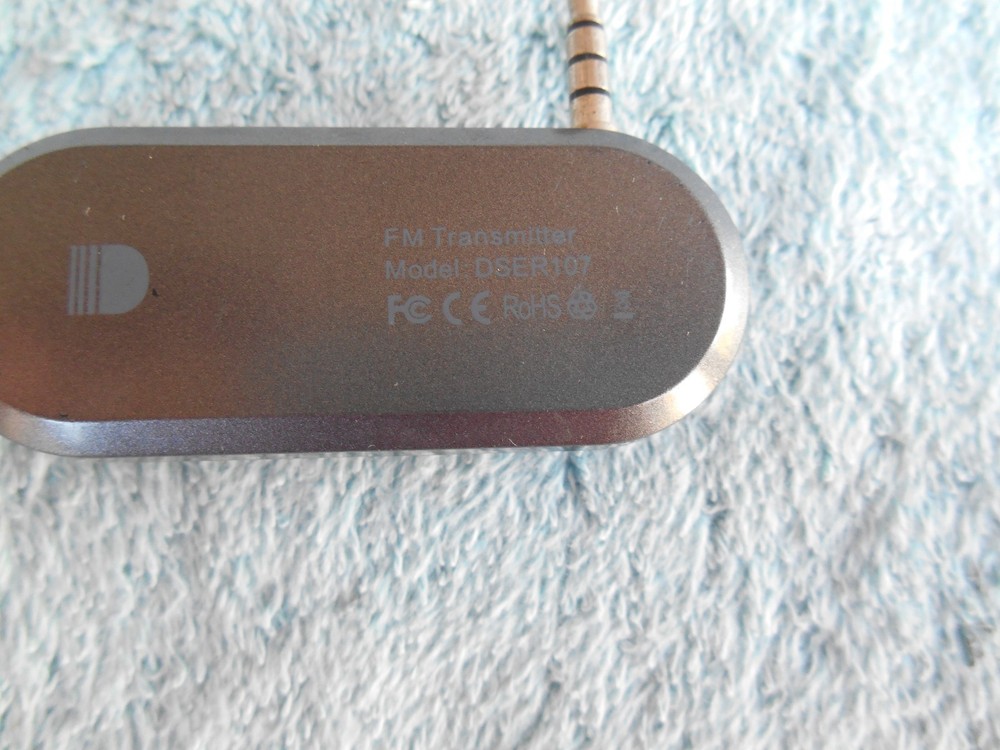 FM Transmitter
Model: DSER107
FC CE RoHS